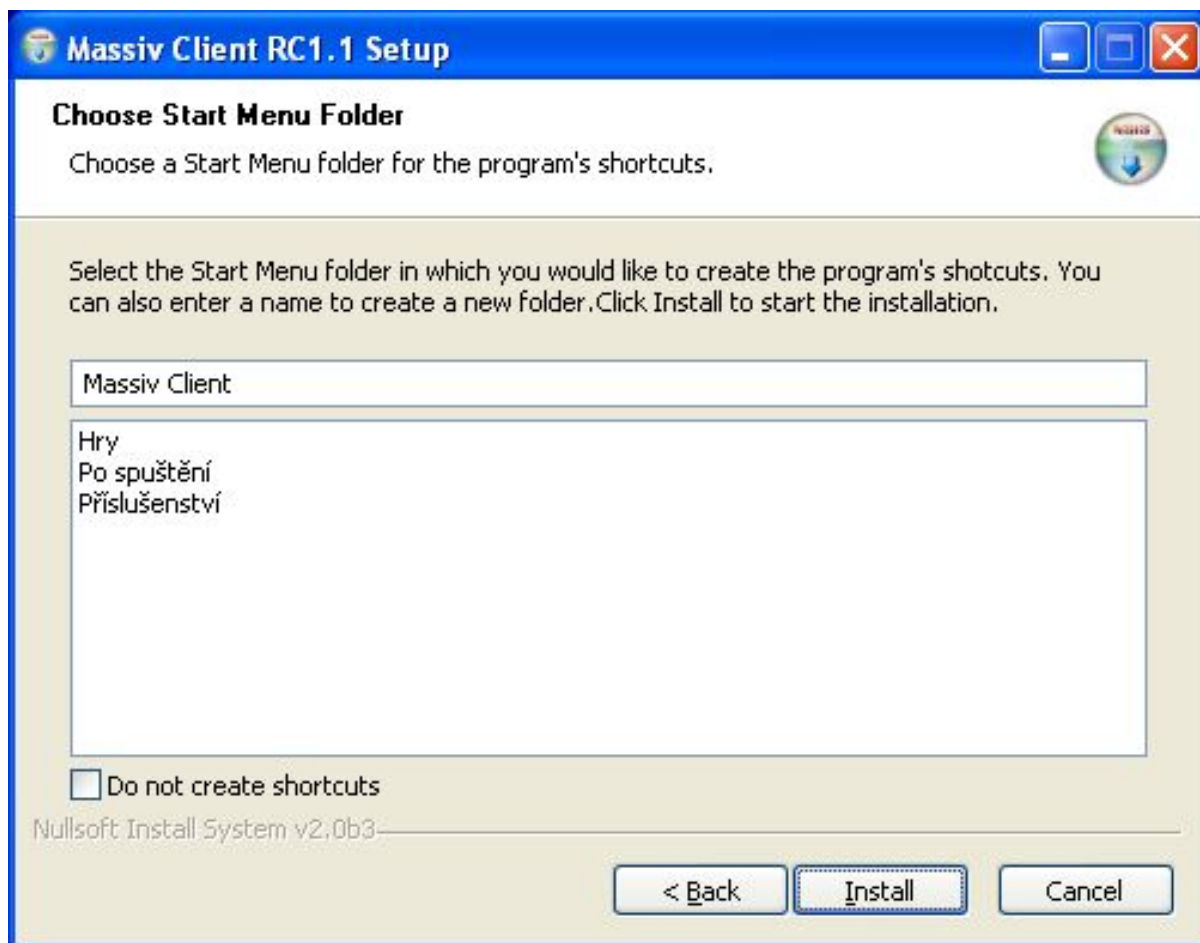 Massiv Client RC1.1 Setup
Choose Start Menu Folder
Choose a Start Menu folder for the program's shortcuts.
Select the Start Menu folder in which you would like to create the program's shotcuts. You
can also enter a name to create a new folder.Click Install to start the installation.
Massiv Client
Hry
Po spuštění
Příslušenství
Do not create shortcuts
Nullsoft Install System v2.0b3
< Back
Install
Cancel